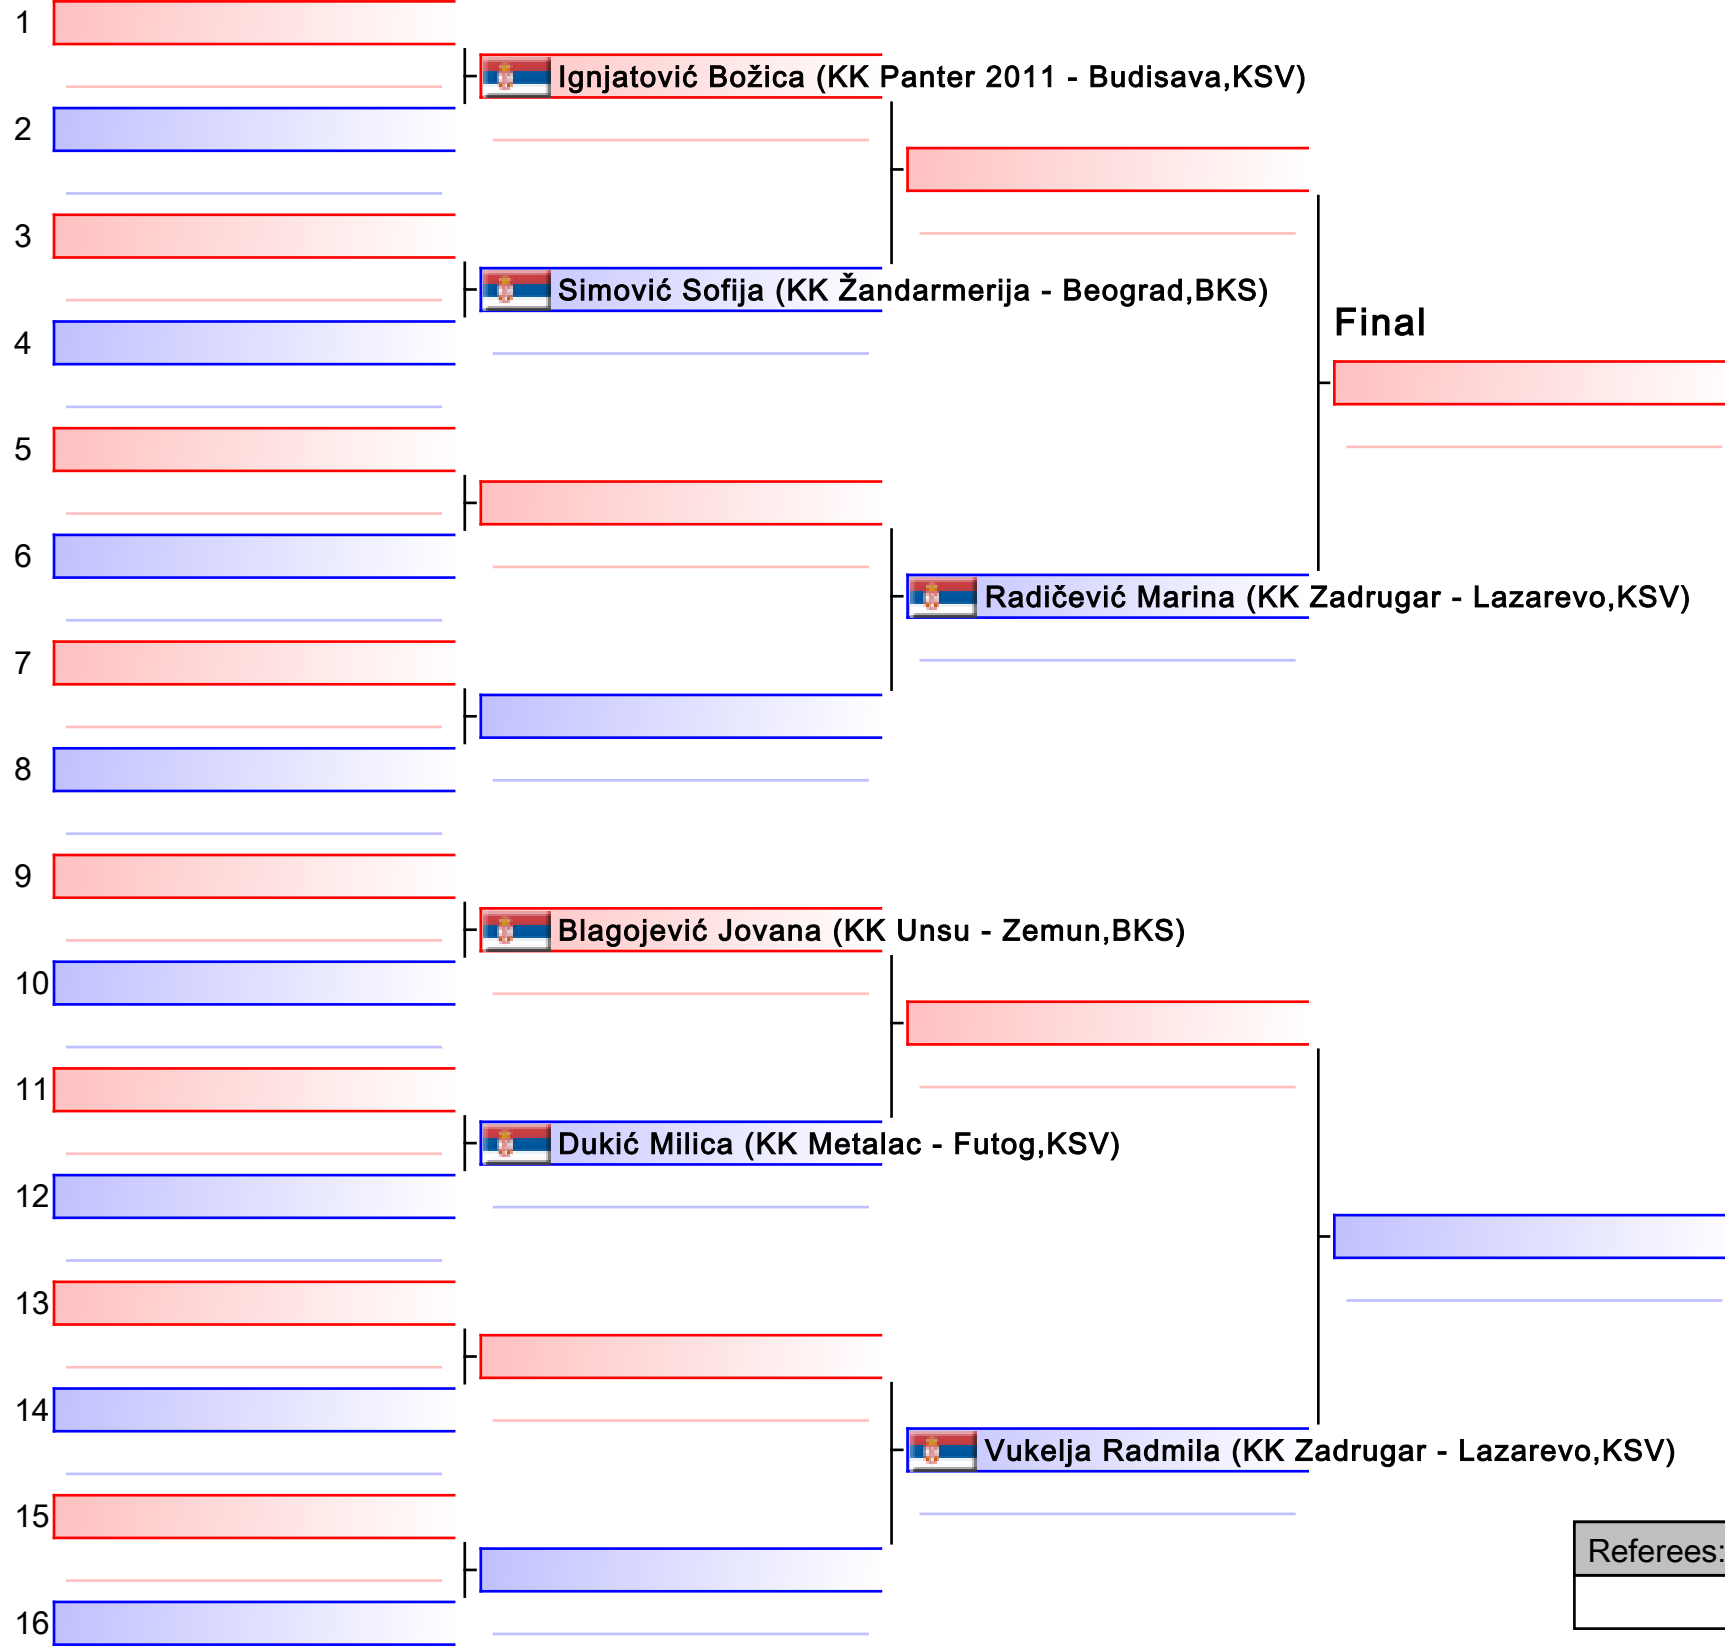 1
Ignjatović Božica (KK Panter 2011 - Budisava,KSV)
2
3
Simović Sofija (KK Žandarmerija - Beograd,BKS)
4
Final
5
6
Radičević Marina (KK Zadrugar - Lazarevo,KSV)
7
8
9
Blagojević Jovana (KK Unsu - Zemun,BKS)
10
11
Dukić Milica (KK Metalac - Futog,KSV)
12
13
14
Vukelja Radmila (KK Zadrugar - Lazarevo,KSV)
15
Referees:
16